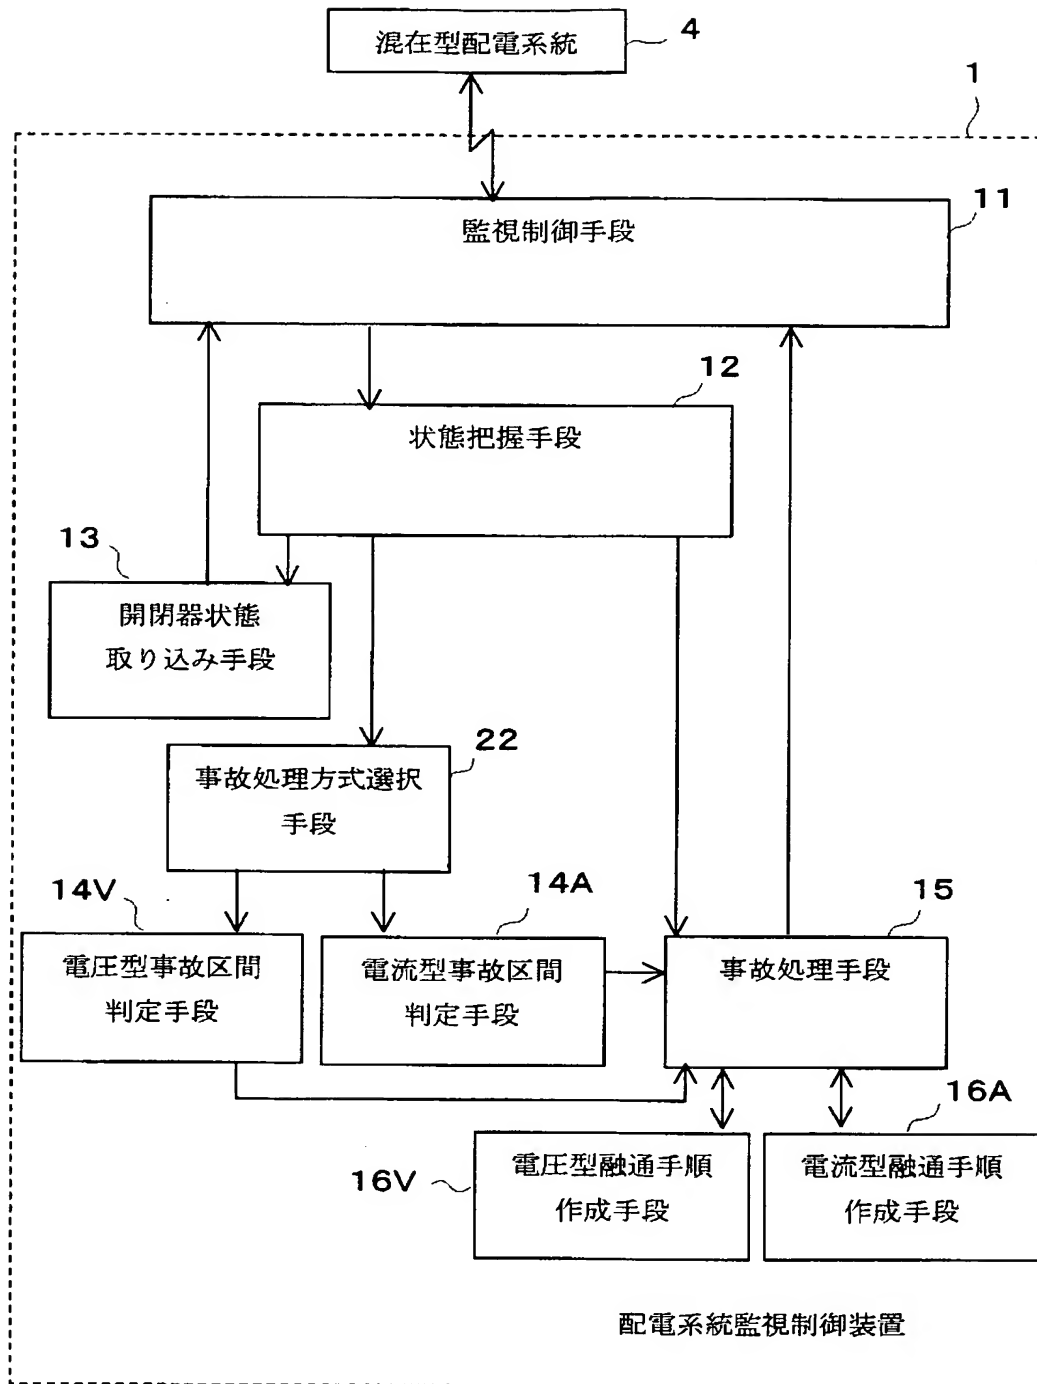 混在型配電系統
4
1
11
監視制御手段
12
状態把握手段
13
開閉器状態
取り込み手段
22
事故処理方式選択
手段
14V
14A
15
電圧型事故区間
判定手段
電流型事故区間
判定手段
事故処理手段
16A
16V
電圧型融通手順
作成手段
電流型融通手順
作成手段
配電系統監視制御装置